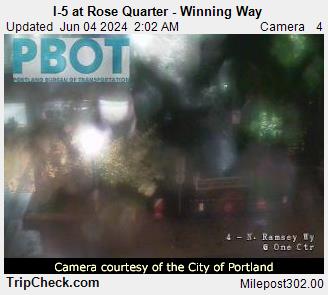 I-5 at Rose Quarter - Winning Way
Updated Jun 04 2024 2:02 AM Camera 4
PBOT
PORTLAND BUREAU OF TRANSPORTATION
4 - N. Ramsey Wy
@ One Ctr
Camera courtesy of the City of Portland
TripCheck.com Milepost302.00